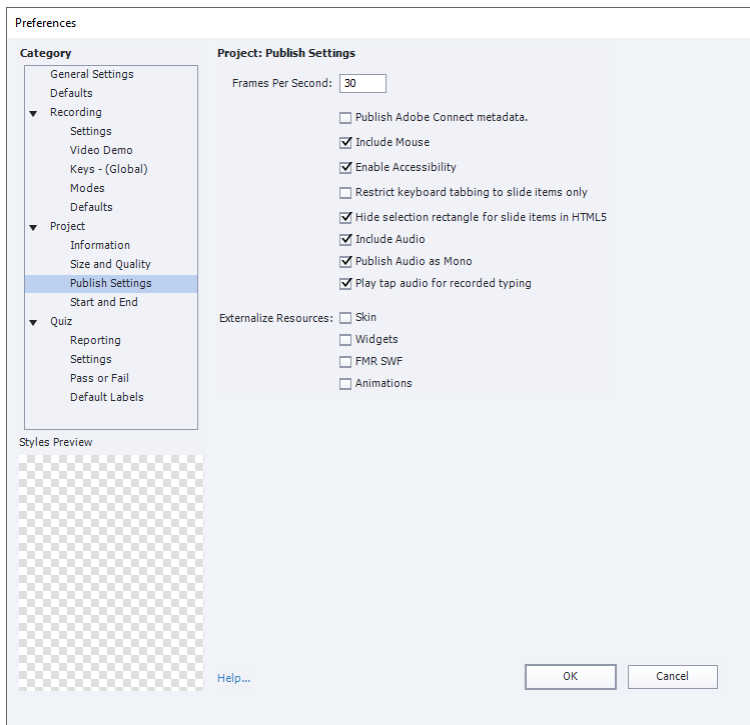 Preferences
Category
General Settings
Defaults
Recording
Settings
Video Demo
Keys - (Global)
Modes
Defaults
Project
Information
Size and Quality
Publish Settings
Start and End
Quiz
Reporting
Settings
Pass or Fail
Default Labels
Styles Preview
Project: Publish Settings
Frames Per Second: 30
Publish Adobe Connect metadata.
Include Mouse
Enable Accessibility
Restrict keyboard tabbing to slide items only
Hide selection rectangle for slide items in HTML5
Include Audio
Publish Audio as Mono
Play tap audio for recorded typing
Externalize Resources: Skin
Widgets
FMR SWF
Animations
Help...
OK
Cancel